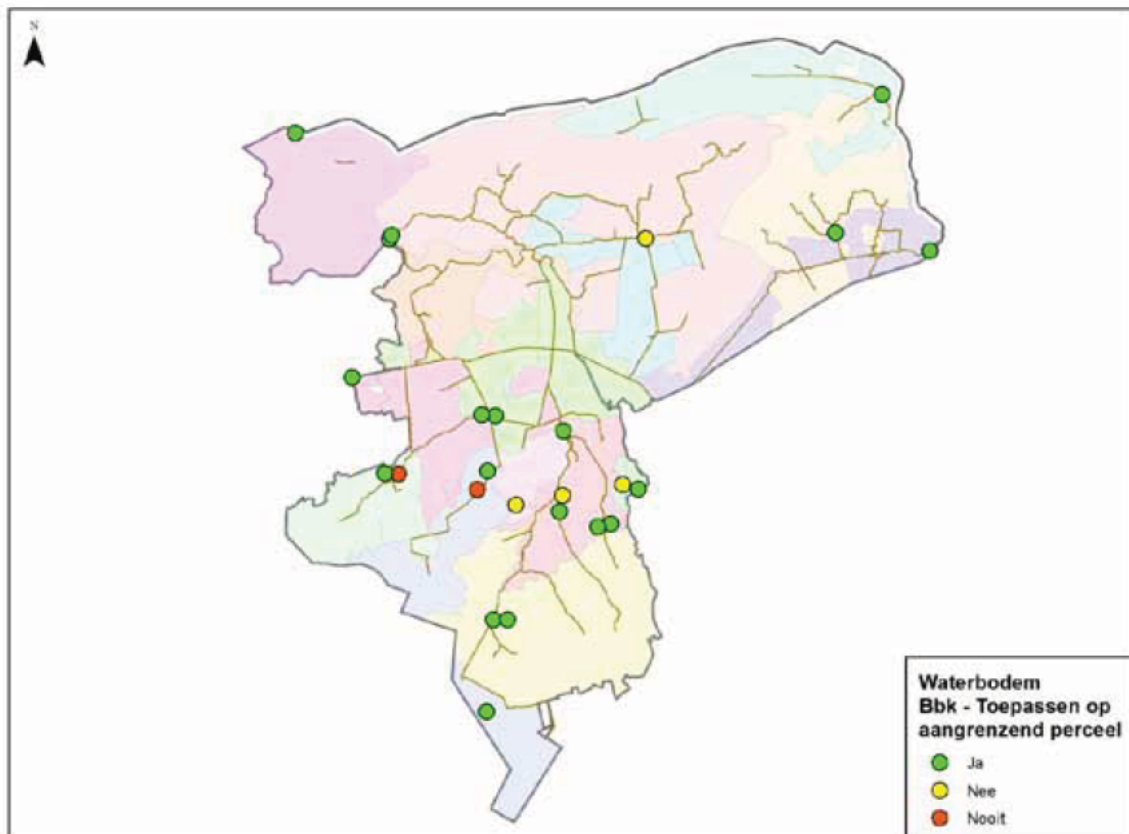 N
Waterbodem
Bbk - Toepassen op
aangrenzend perceel
Ja
Nee
Nooit